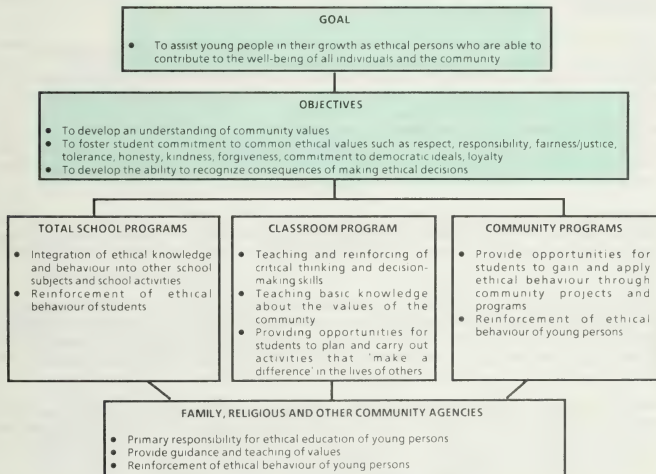 GOAL
• To assist young people in their growth as ethical persons who are able to
contribute to the well-being of all individuals and the community
OBJECTIVES
• To develop an understanding of community values
• To foster student commitment to common ethical values such as respect, responsibility, fairness/justice,
tolerance, honesty, kindness, forgiveness, commitment to democratic ideals, loyalty
• To develop the ability to recognize consequences of making ethical decisions
TOTAL SCHOOL PROGRAMS
• Integration of ethical knowledge
and behaviour into other school
subjects and school activities
• Reinforcement of ethical
behaviour of students
CLASSROOM PROGRAM
• Teaching and reinforcing of
critical thinking and decision-
making skills
• Teaching basic knowledge
about the values of the
community
• Providing opportunities for
students to plan and carry out
activities that 'make a
difference' in the lives of others
COMMUNITY PROGRAMS
• Provide opportunities for
students to gain and apply
ethical behaviour through
community projects and
programs
• Reinforcement of ethical
behaviour of young persons
FAMILY, RELIGIOUS AND OTHER COMMUNITY AGENCIES
• Primary responsibility for ethical education of young persons
• Provide guidance and teaching of values
• Reinforcement of ethical behaviour of young persons